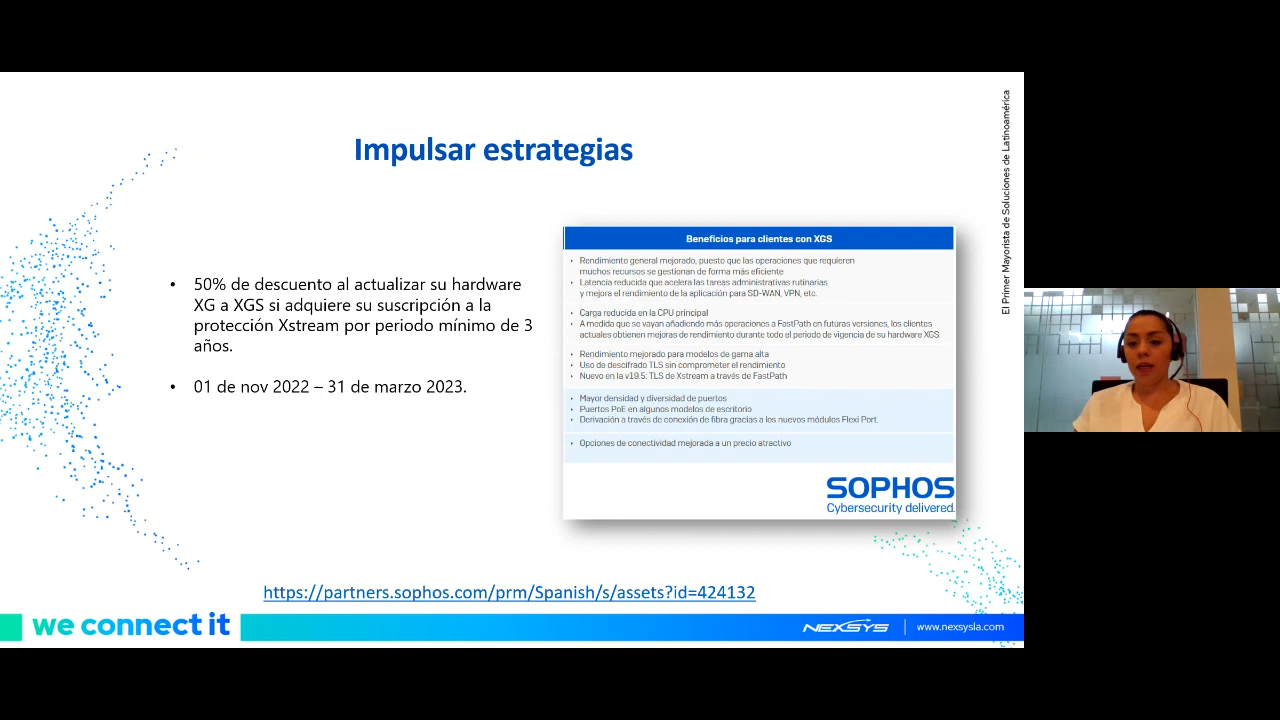 Impulsar estrategias
El Primer Mayorista de Soluciones de Latinoamérica
• 50% de descuento al actualizar su hardware
XG a XGS si adquiere su suscripción a la
protección Xstream por periodo mínimo de 3
años.
• 01 de nov 2022 – 31 de marzo 2023.
Beneficios para clientes con XGS
• Rendimiento general mejorado, puesto que las operaciones que requieren
muchos recursos se gestionan de forma más eficiente
• Latencia reducida que acelera las tareas administrativas rutinarias
y mejora el rendimiento de la aplicación para SD-WAN, VPN, etc.
• Carga reducida en la CPU principal
• A medida que se vayan añadiendo más operaciones a FastPath en futuras versiones, los clientes
actuales obtienen mejoras de rendimiento durante todo el periodo de vigencia de su hardware XGS.
• Rendimiento mejorado para modelos de gama alta
• Uso de descifrado TLS sin comprometer el rendimiento
• Nuevo en la v19.5: TLS de Xstream a través de FastPath
• Mayor densidad y diversidad de puertos
• Puertos PoE en algunos modelos de escritorio
• Derivación a través de conexión de fibra gracias a los nuevos módulos Flexi Port.
• Opciones de conectividad mejorada a un precio atractivo
SOPHOS
Cybersecurity delivered.
https://partners.sophos.com/prm/Spanish/s/assets?id=424132
we connect it
NEXSYS
www.nexsysla.com